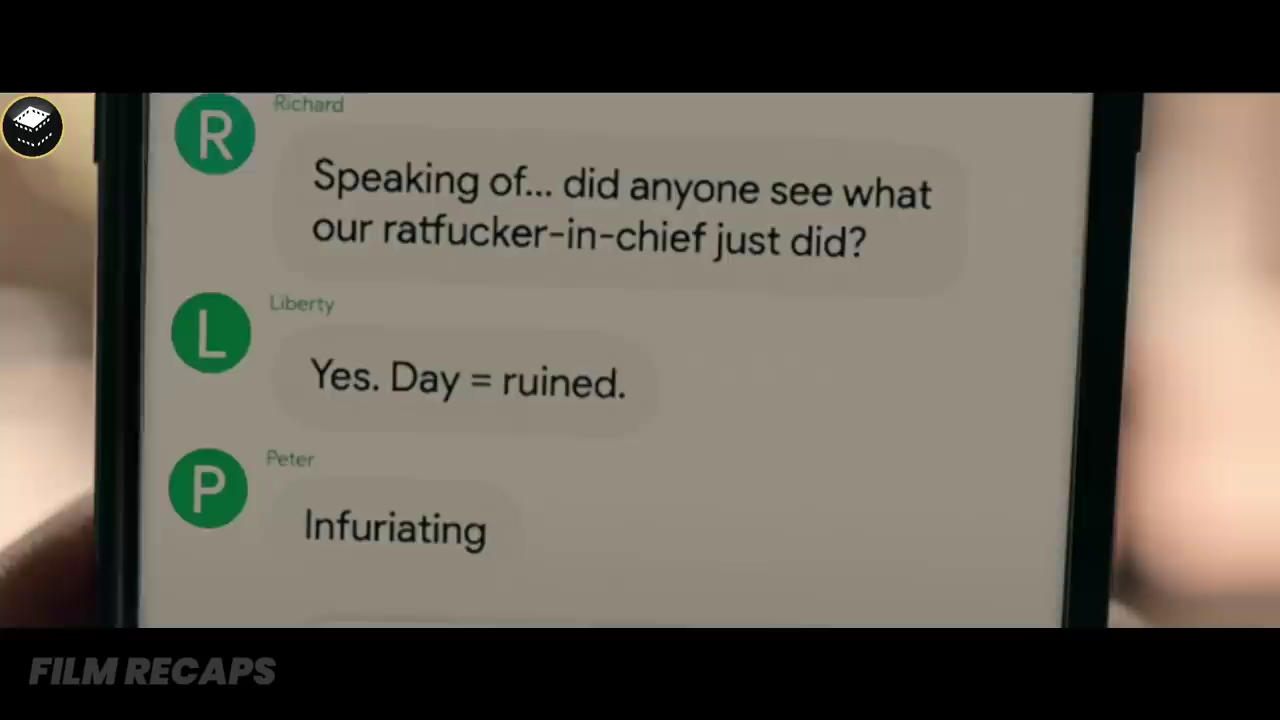 Richard
R
Speaking of... did anyone see what
our ratfucker-in-chief just did?
Liberty
L
Yes. Day = ruined.
Peter
P
Infuriating
FILM RECAPS